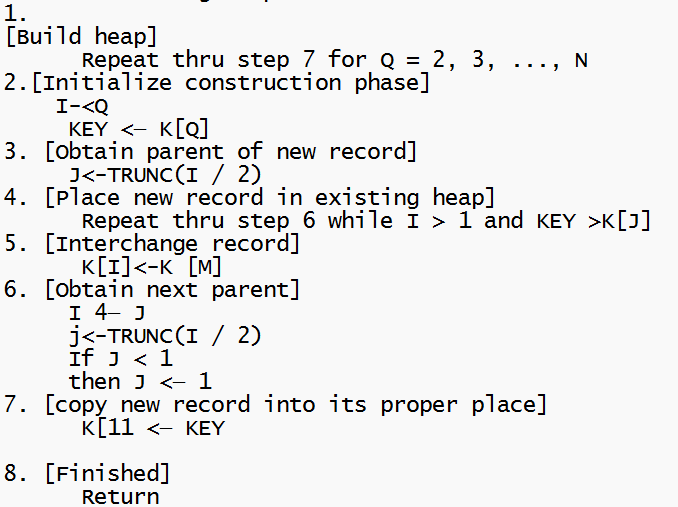 1.
[Build heap]
Repeat thru step 7 for Q = 2, 3, ..., N
2.[Initialize construction phase]
I-<Q
KEY <– K[Q]
3. [Obtain parent of new record]
J<-TRUNC(I / 2)
4. [Place new record in existing heap]
Repeat thru step 6 while I > 1 and KEY >K[J]
5. [Interchange record]
K[I]<-K [M]
6. [Obtain next parent]
I 4– J
j<-TRUNC(I / 2)
If J < 1
then J <– 1
7. [copy new record into its proper place]
K[11 <– KEY
8. [Finished]
Return